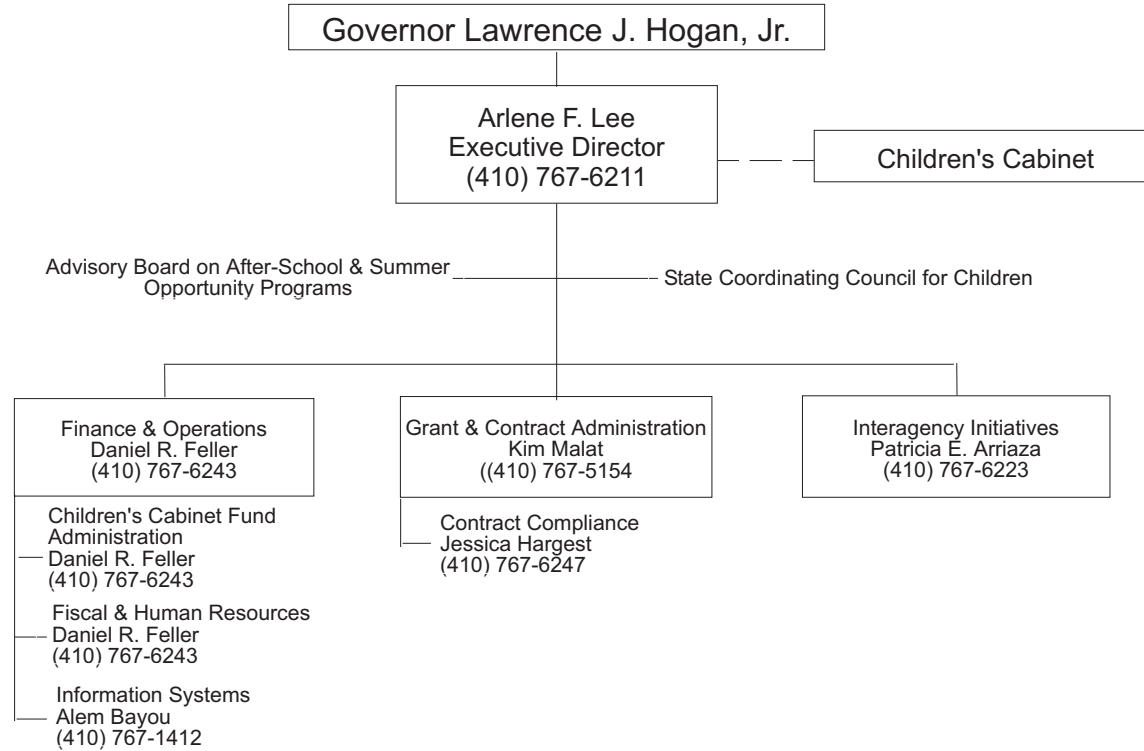 Governor Lawrence J. Hogan, Jr.
Arlene F. Lee
Executive Director
(410) 767-6211
Children's Cabinet
Advisory Board on After-School & Summer
Opportunity Programs
State Coordinating Council for Children
Finance & Operations
Daniel R. Feller
(410) 767-6243
Children's Cabinet Fund
Administration
Daniel R. Feller
(410) 767-6243
Fiscal & Human Resources
Daniel R. Feller
(410) 767-6243
Information Systems
Alem Bayou
(410) 767-1412
Grant & Contract Administration
Kim Malat
((410) 767-5154
Contract Compliance
Jessica Hargest
(410) 767-6247
Interagency Initiatives
Patricia E. Arriaza
(410) 767-6223